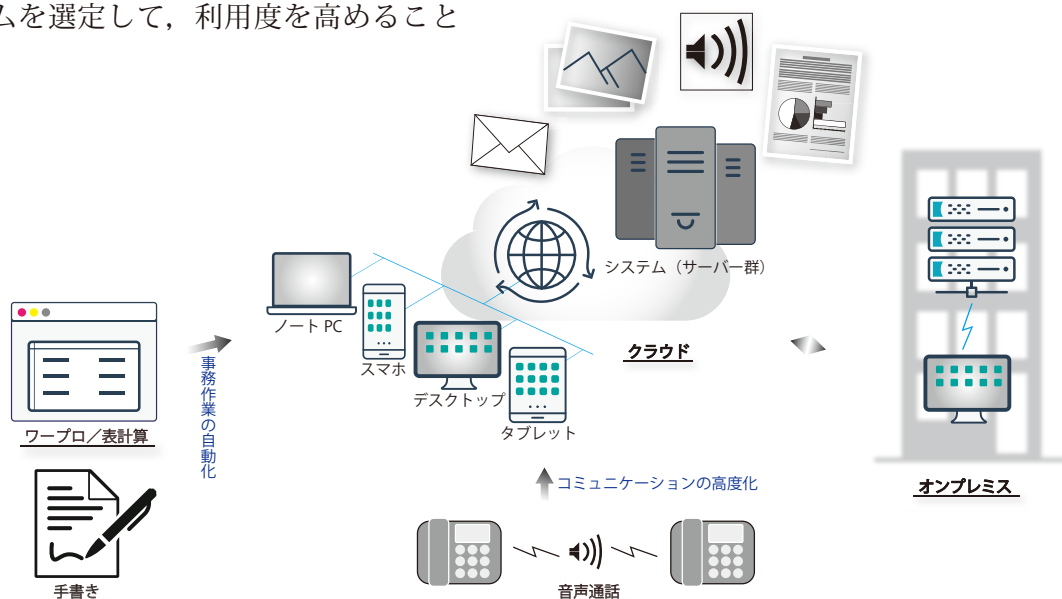 ムを選定して，利用度を高めること
システム（サーバー群）
ノート PC
スマホ
デスクトップ
タブレット
クラウド
事務作業の自動化
ワープロ／表計算
手書き
コミュニケーションの高度化
音声通話
オンプレミス